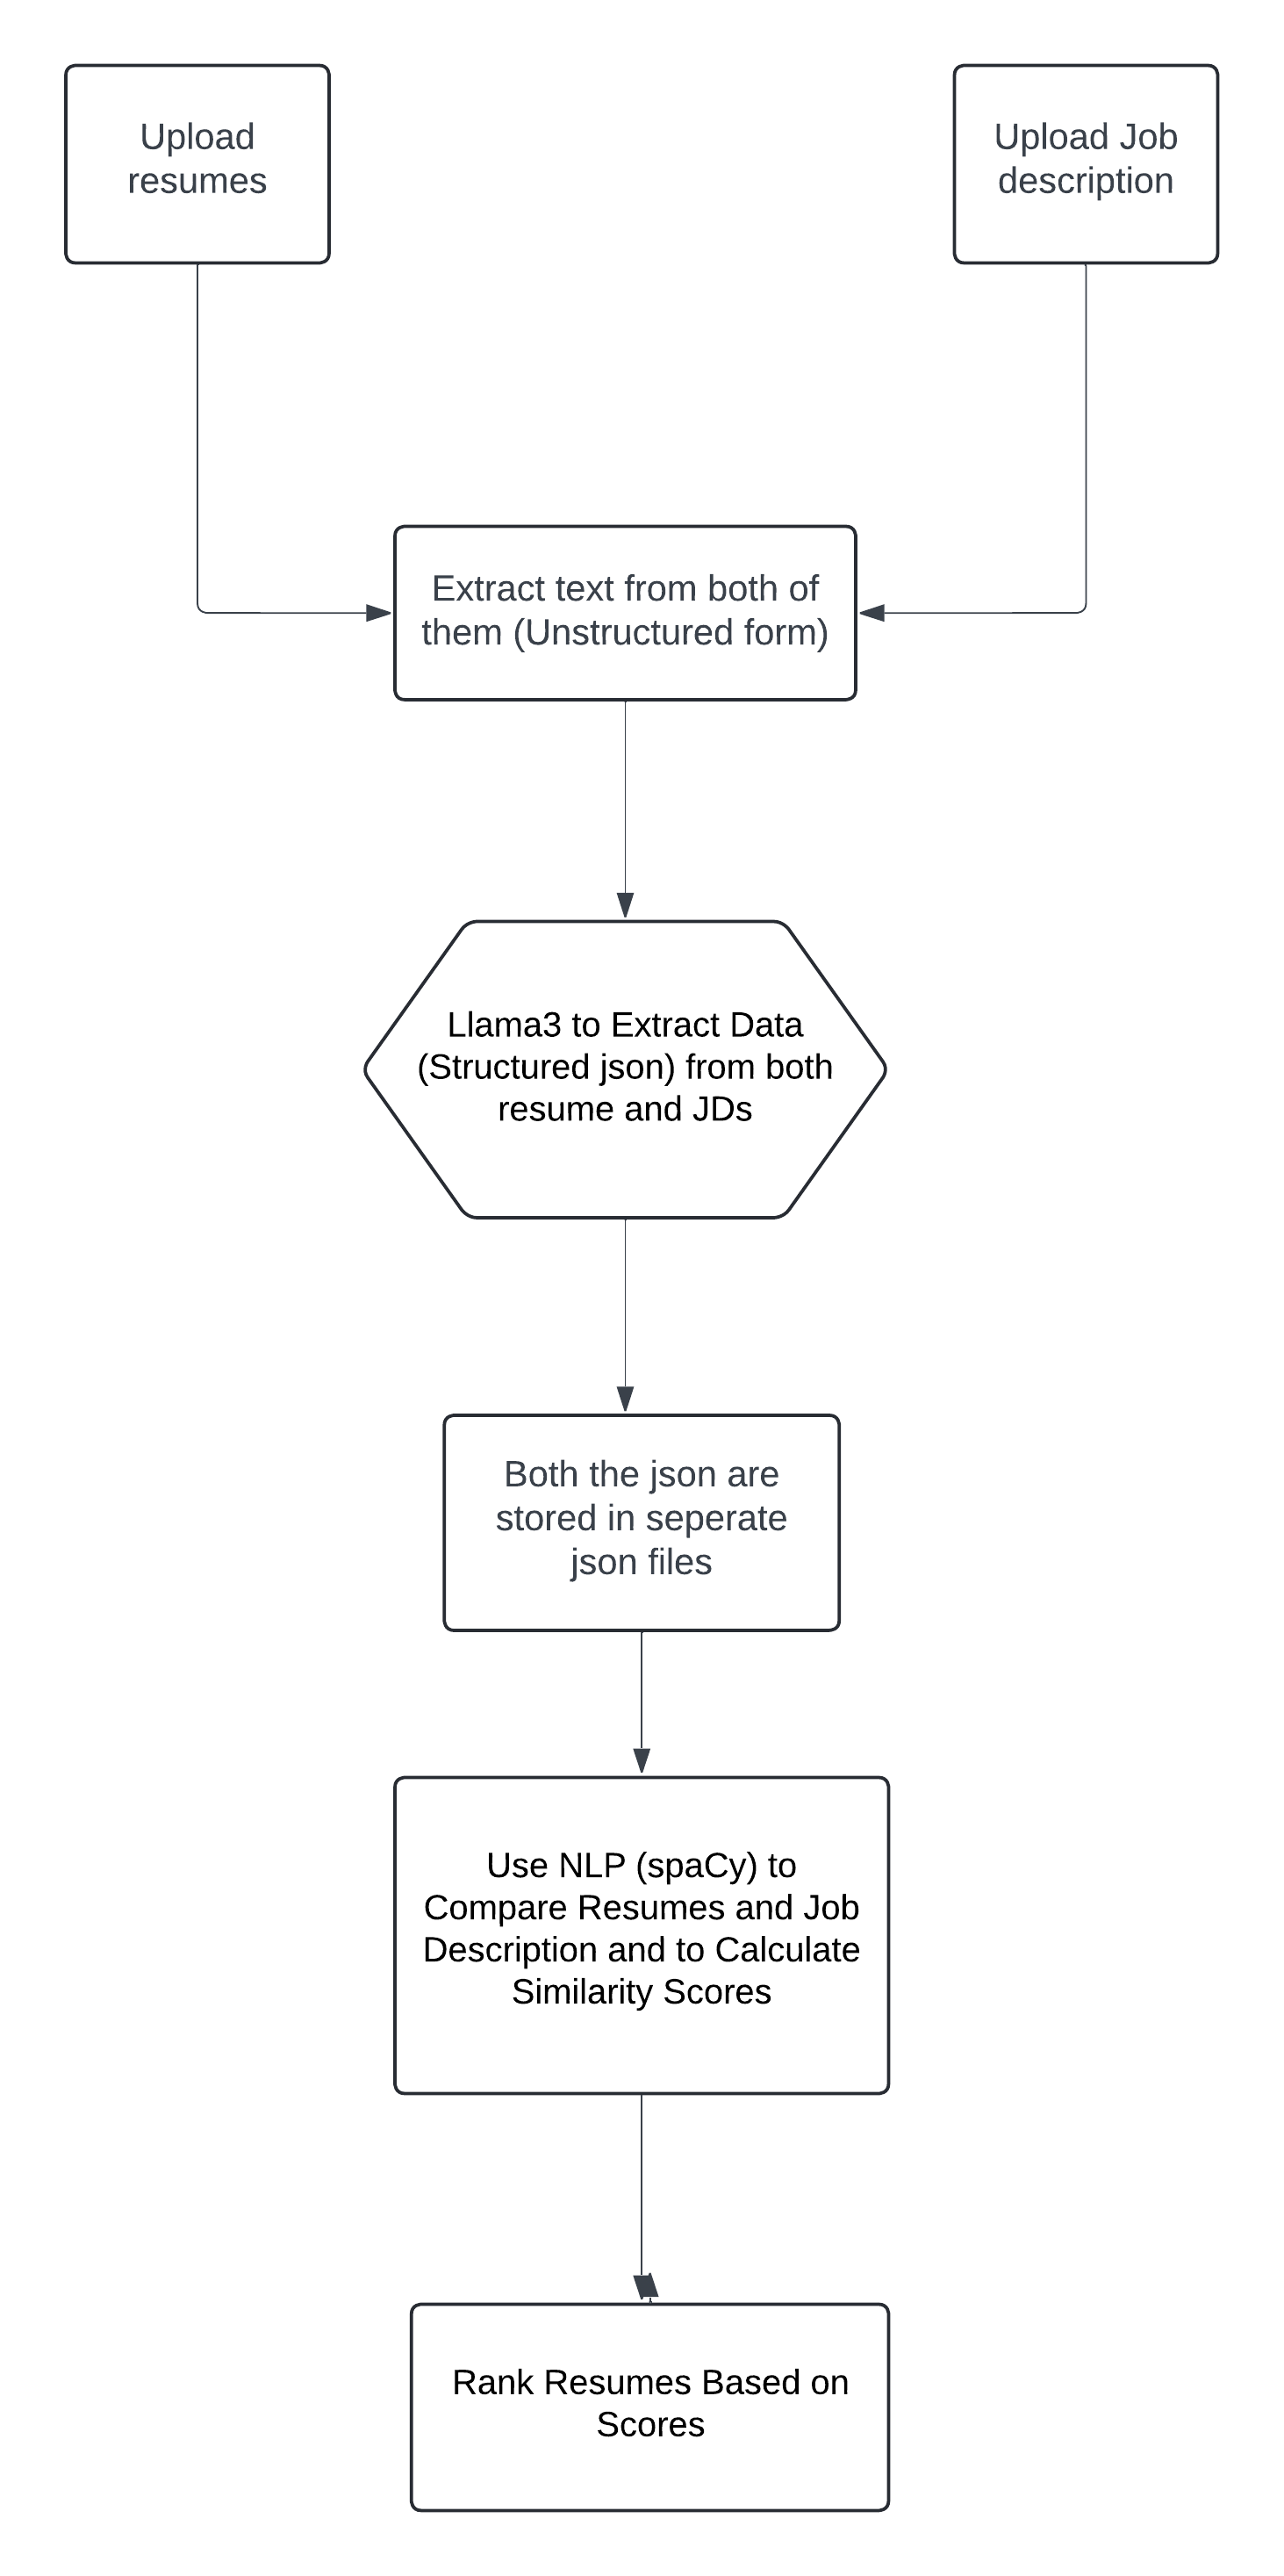 Upload
resumes
Upload Job
description
Extract text from both of
them (Unstructured form)
Llama3 to Extract Data
(Structured json) from both
resume and JDs
Both the json are
stored in seperate
json files
Use NLP (spaCy) to
Compare Resumes and Job
Description and to Calculate
Similarity Scores
Rank Resumes Based on
Scores